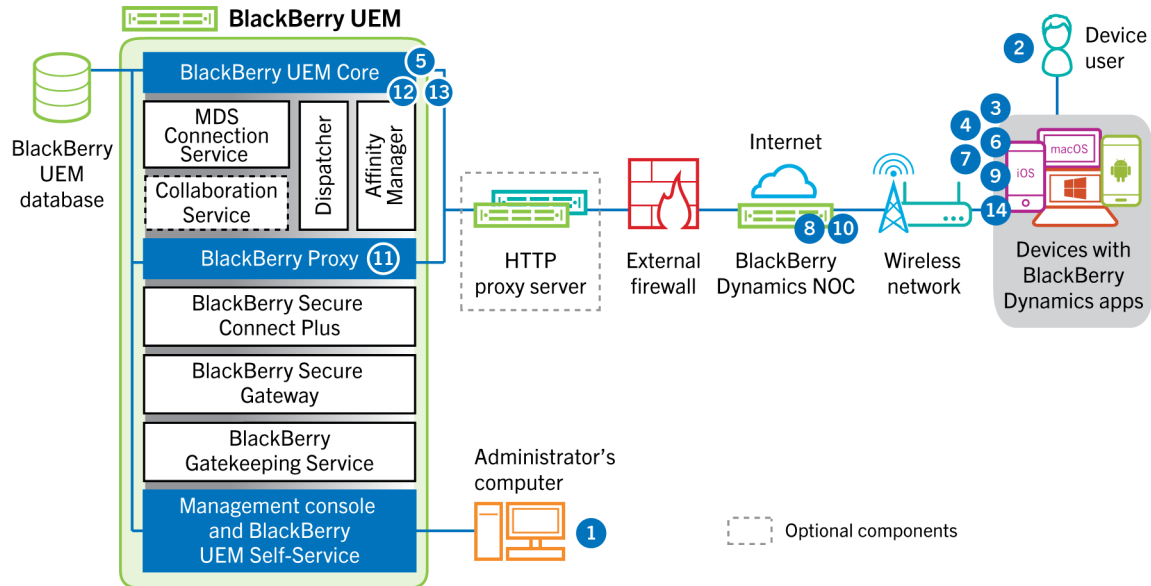 BlackBerry UEM
BlackBerry UEM Core
5
12
13
MDS
Connection
Service
Collaboration
Service
Dispatcher
Affinity
Manager
BlackBerry Proxy
11
BlackBerry Secure
Connect Plus
BlackBerry Secure
Gateway
BlackBerry
Gatekeeping Service
Management console
and BlackBerry
UEM Self-Service
BlackBerry
UEM
database
HTTP
proxy server
External
firewall
Internet
8
10
BlackBerry
Dynamics NOC
Wireless
network
2
Device
user
3
4
6
7
9
14
macOS
iOS
Devices with
BlackBerry
Dynamics apps
Administrator's
computer
1
Optional components